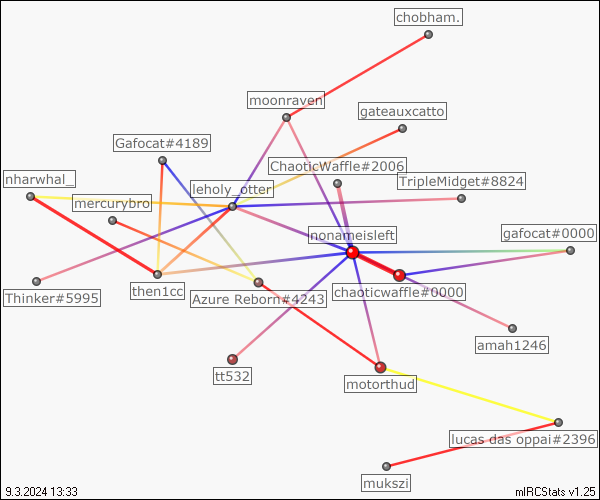 chobham.
moonraven
gateauxcatto
Gafocat#4189
ChaoticWaffle#2006
nharwhal_
leholy_otter
TripleMidget#8824
mercurybro
nonameisleft
gafocat#0000
Thinker#5995
then1cc
Azure Reborn#4243
chaoticwaffle#0000
amah1246
tt532
motorthud
lucas das oppai#2396
mukszi
9.3.2024 13:33
mIRCStats v1.25